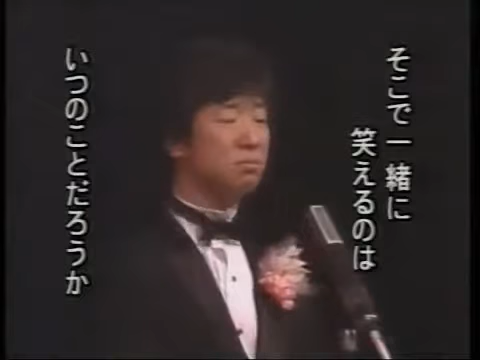 そこで一緒に
笑えるのは
いつのことだろうか